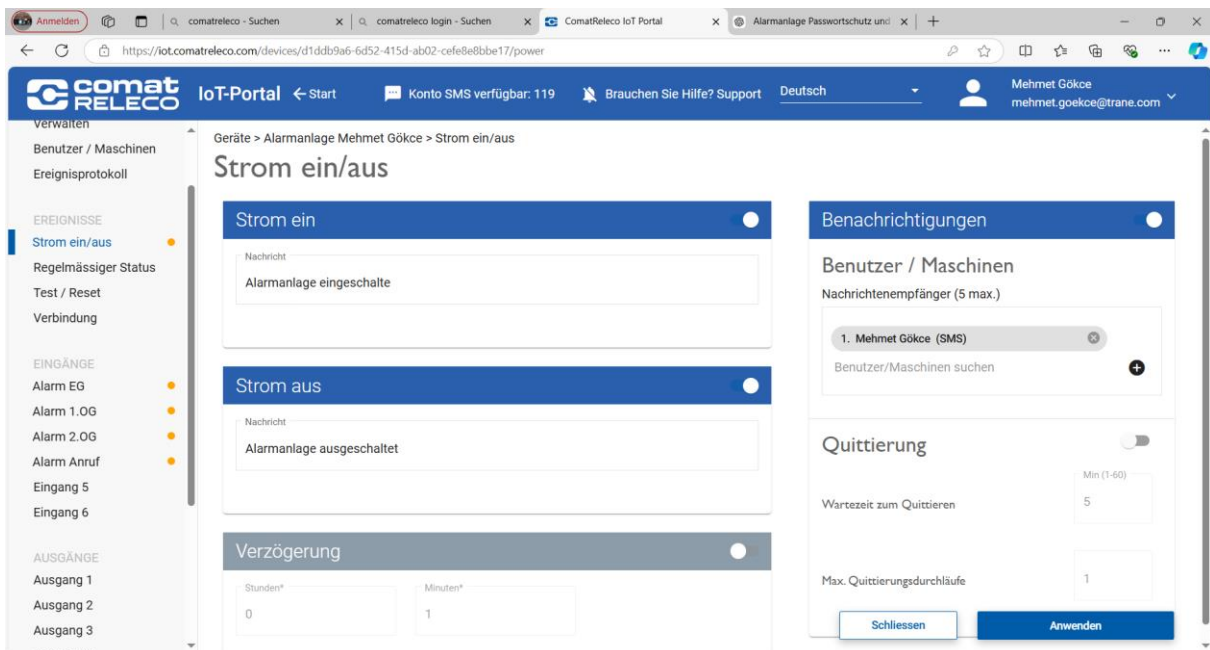 Anmelden
comatreleco - Suchen
comatreleco login - Suchen
ComatReleco IoT Portal
Alarmanlage Passwortschutz und
https://iot.comatreleco.com/devices/d1ddb9a6-6d52-415d-ab02-cefe8e8bbe17/power
comat
RELECO
IoT-Portal
Start
Konto SMS verfügbar: 119
Brauchen Sie Hilfe? Support
Deutsch
Mehmet Gökce
mehmet.goekce@trane.com
Verwalten
Benutzer / Maschinen
Ereignisprotokoll
EREIGNISSE
Strom ein/aus
Regelmässiger Status
Test / Reset
Verbindung
EINGÄNGE
Alarm EG
Alarm 1.OG
Alarm 2.OG
Alarm Anruf
Eingang 5
Eingang 6
AUSGÄNGE
Ausgang 1
Ausgang 2
Ausgang 3
Geräte > Alarmanlage Mehmet Gökce > Strom ein/aus
Strom ein/aus
Strom ein
Nachricht
Alarmanlage eingeschalte
Strom aus
Nachricht
Alarmanlage ausgeschaltet
Verzögerung
Stunden*
0
Minuten*
1
Benachrichtigungen
Benutzer / Maschinen
Nachrichtenempfänger (5 max.)
1. Mehmet Gökce (SMS)
Benutzer/Maschinen suchen
Quittierung
Min (1-60)
Wartezeit zum Quittieren
5
Max. Quittierungsdurchläufe
1
Schliessen
Anwenden